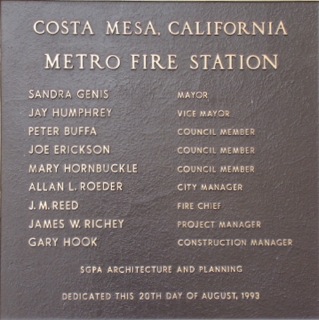 COSTA MESA, CALIFORNIA
METRO FIRE STATION
SANDRA GENIS MAYOR
JAY HUMPHREY VICE MAYOR
PETER BUFFA COUNCIL MEMBER
JOE ERICKSON COUNCIL MEMBER
MARY HORNBUCKLE COUNCIL MEMBER
ALLAN L. ROEDER CITY MANAGER
J. M. REED FIRE CHIEF
JAMES W. RICHEY PROJECT MANAGER
GARY HOOK CONSTRUCTION MANAGER
SGPA ARCHITECTURE AND PLANNING
DEDICATED THIS 20TH DAY OF AUGUST, 1993